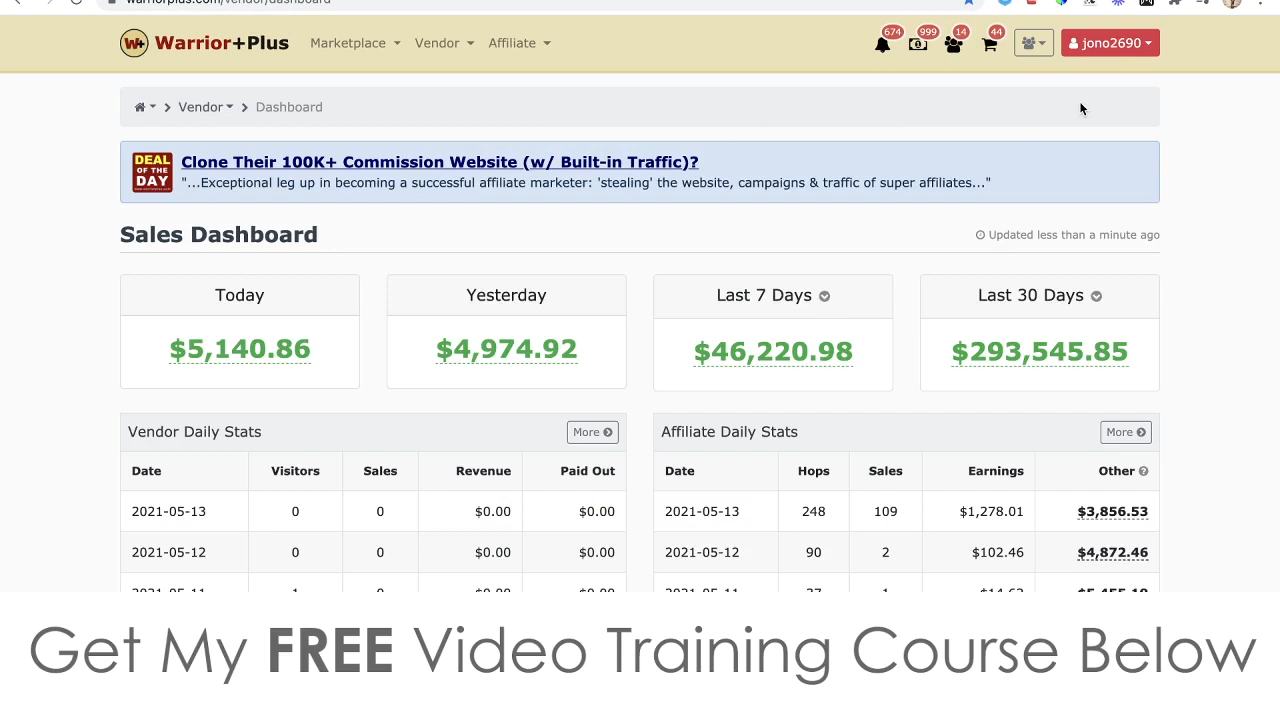 warriorplus.com/vendor/dashboard
W+ Warrior+Plus Marketplace Vendor Affiliate 674 999 14 44 jono2690
Vendor Dashboard
DEAL OF THE DAY
Clone Their 100K+ Commission Website (w/ Built-in Traffic)?
"...Exceptional leg up in becoming a successful affiliate marketer: 'stealing' the website, campaigns & traffic of super affiliates..."
Sales Dashboard Updated less than a minute ago
Today Yesterday Last 7 Days Last 30 Days
$5,140.86 $4,974.92 $46,220.98 $293,545.85
Vendor Daily Stats More Affiliate Daily Stats More
Date Visitors Sales Revenue Paid Out Date Hops Sales Earnings Other
2021-05-13 0 0 $0.00 $0.00 2021-05-13 248 109 $1,278.01 $3,856.53
2021-05-12 0 0 $0.00 $0.00 2021-05-12 90 2 $102.46 $4,872.46
Get My FREE Video Training Course Below